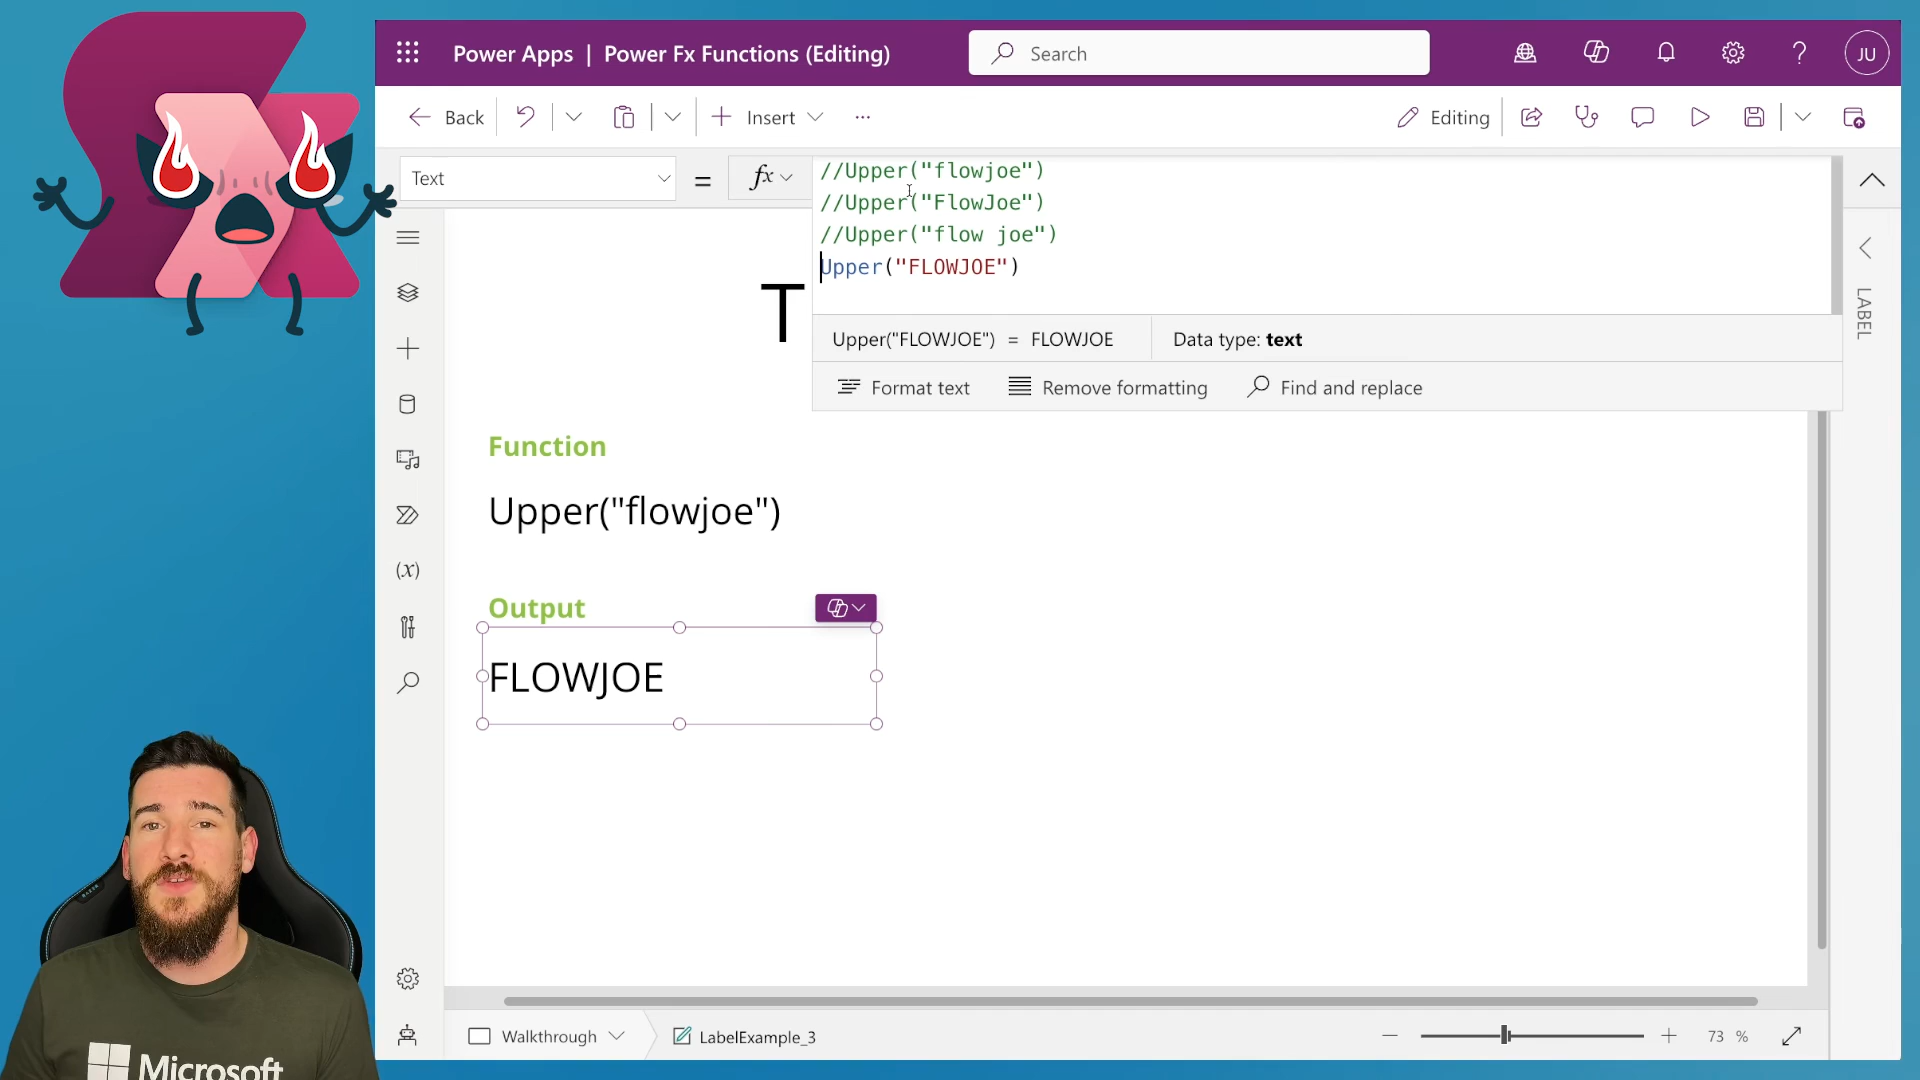 Power Apps | Power Fx Functions (Editing)
Search
JU
Back
Insert
Editing
Text
=
fx
//Upper("flowjoe")
//Upper("FlowJoe")
//Upper("flow joe")
Upper("FLOWJOE")
Upper("FLOWJOE") = FLOWJOE
Data type: text
Format text
Remove formatting
Find and replace
LABEL
T
Function
Upper("flowjoe")
Output
FLOWJOE
Walkthrough
LabelExample_3
73 %
Microsoft
RAZER